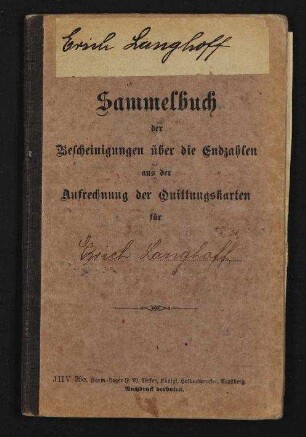 Erich Langhoff
Sammelbuch
der
Bescheinigungen über die Endzahlen
aus der
Aufrechnung der Quittungskarten
für
Erich Langhoff
Nachdruck verboten.